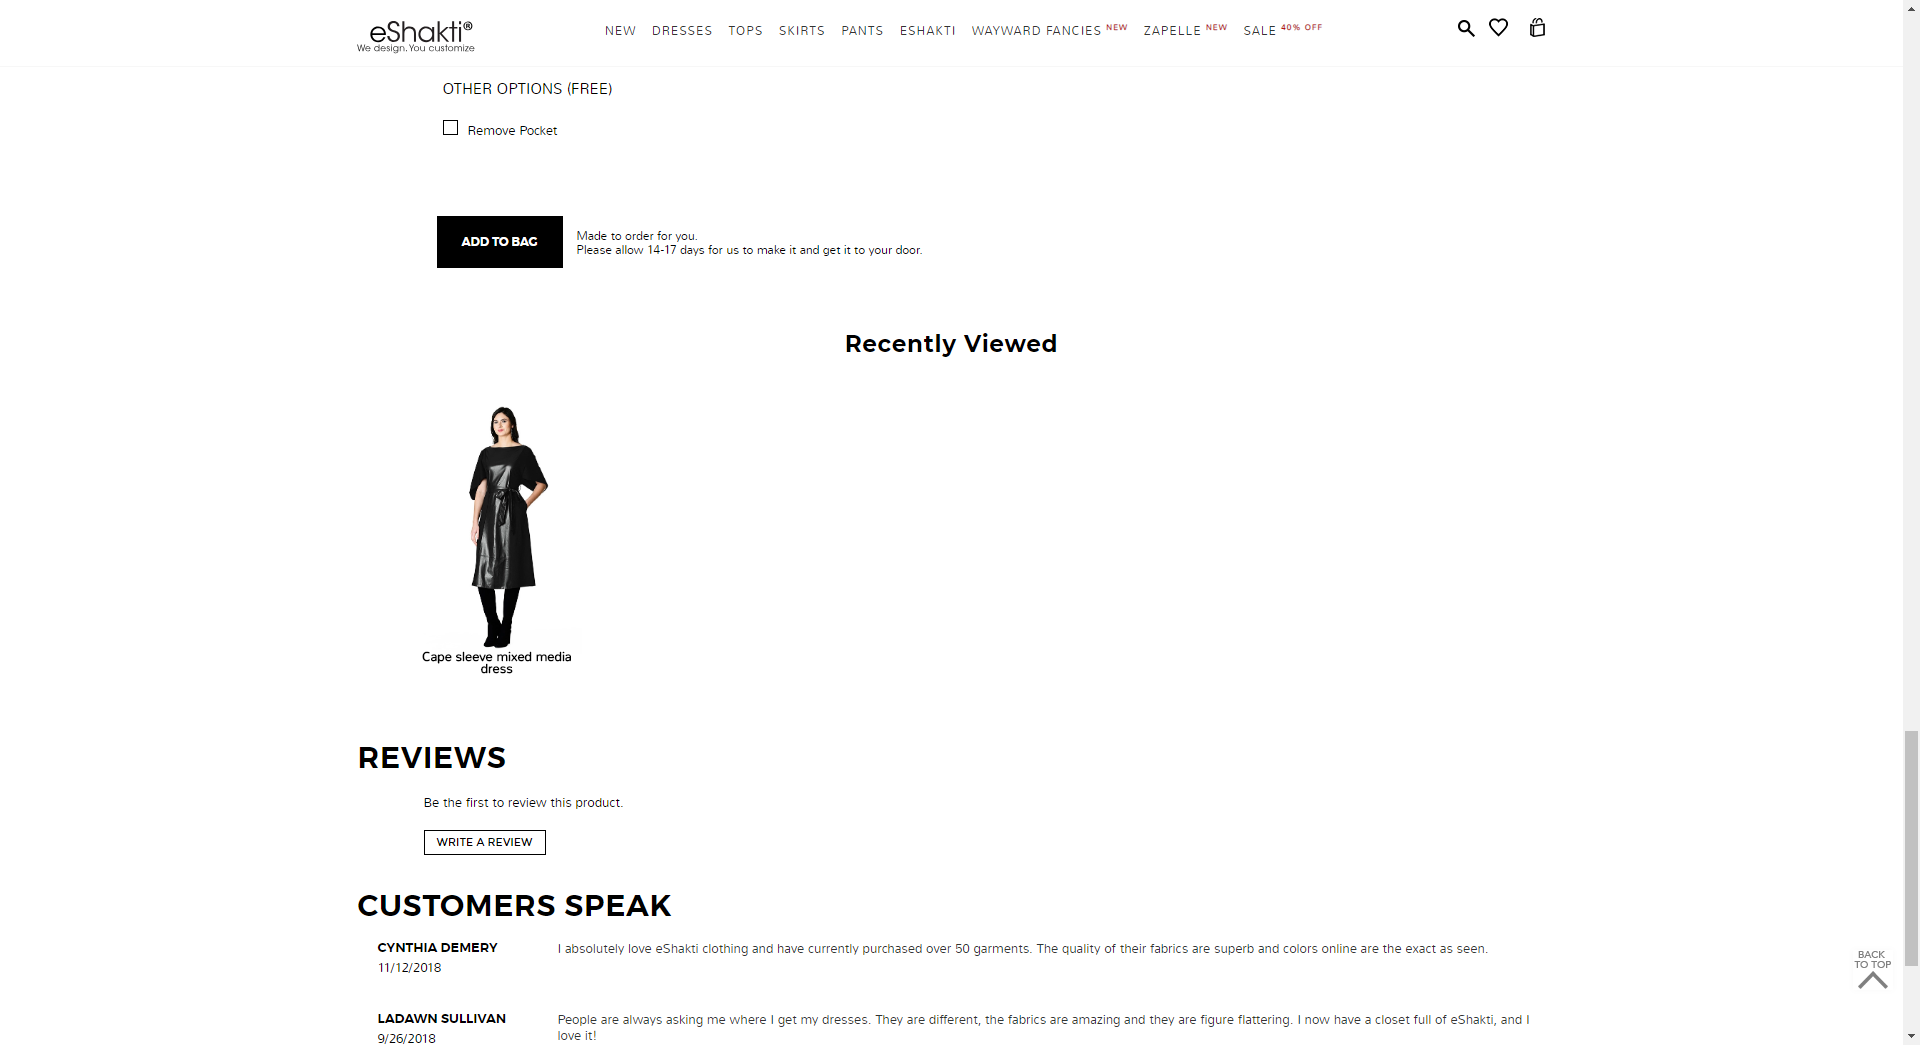 eShakti®
We design. You customize
NEW DRESSES TOPS SKIRTS PANTS ESHAKTI WAYWARD FANCIES NEW ZAPELLE NEW SALE 40% OFF
OTHER OPTIONS (FREE)
Remove Pocket
ADD TO BAG
Made to order for you.
Please allow 14-17 days for us to make it and get it to your door.
Recently Viewed
Cape sleeve mixed media
dress
REVIEWS
Be the first to review this product.
WRITE A REVIEW
CUSTOMERS SPEAK
CYNTHIA DEMERY
11/12/2018
I absolutely love eShakti clothing and have currently purchased over 50 garments. The quality of their fabrics are superb and colors online are the exact as seen.
LADAWN SULLIVAN
9/26/2018
People are always asking me where I get my dresses. They are different, the fabrics are amazing and they are figure flattering. I now have a closet full of eShakti, and I
love it!
BACK
TO TOP